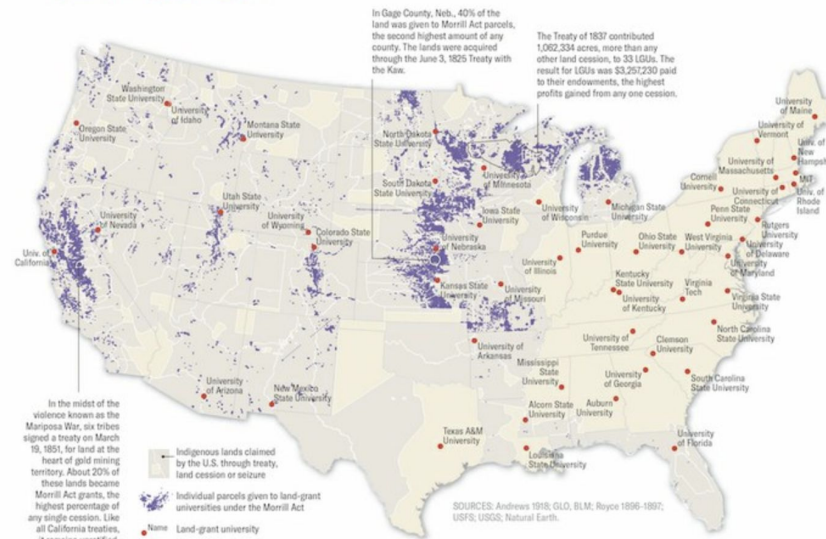 In Gage County, Neb., 40% of the
land was given to Morrill Act parcels,
the second highest amount of any
county. The lands were acquired
through the June 3, 1825 Treaty with
the Kaw.
The Treaty of 1837 contributed
1,062,334 acres, more than any
other land cession, to 33 LGUs. The
result for LGUs was $3,257,230 paid
to their endowments, the highest
profits gained from any one cession.
Washington
State University
University
of Idaho
Oregon State
University
Montana State
University
North Dakota
State University
University
of Minnesota
South Dakota
State University
University of
Maine
University of
Vermont
Univ. of
New
Hampsh
University of
Massachusetts
MIT
Cornell
University
University of
Connecticut
Univ. of
Rhode
Island
Utah State
University
University
of Nevada
Univ. of
California
University
of Wyoming
Colorado State
University
Iowa State
University
University
of Wisconsin
Michigan State
University
Penn State
University
Rutgers
University
University
of Delaware
University
of Maryland
Purdue
University
Ohio State
University
West Virginia
University
University
of Nebraska
University
of Illinois
Kansas State
University
University
of Missouri
Kentucky
State University
University
of Kentucky
Virginia
Tech
Virginia State
University
University of
Arkansas
University of
Tennessee
Clemson
University
North Carolina
State University
Mississippi
State
University
University
of Georgia
South Carolina
State University
University
of Arizona
New Mexico
State University
Alcorn State
University
Auburn
University
Texas A&M
University
Louisiana
State University
University
of Florida
In the midst of the
violence known as the
Mariposa War, six tribes
signed a treaty on March
19, 1851, for land at the
heart of gold mining
territory. About 20% of
these lands became
Morrill Act grants, the
highest percentage of
any single cession. Like
all California treaties,
it remains unratified.
Indigenous lands claimed
by the U.S. through treaty,
land cession or seizure
Individual parcels given to land-grant
universities under the Morrill Act
Name Land-grant university
SOURCES: Andrews 1918; GLO, BLM; Royce 1896-1897;
USFS; USGS; Natural Earth.